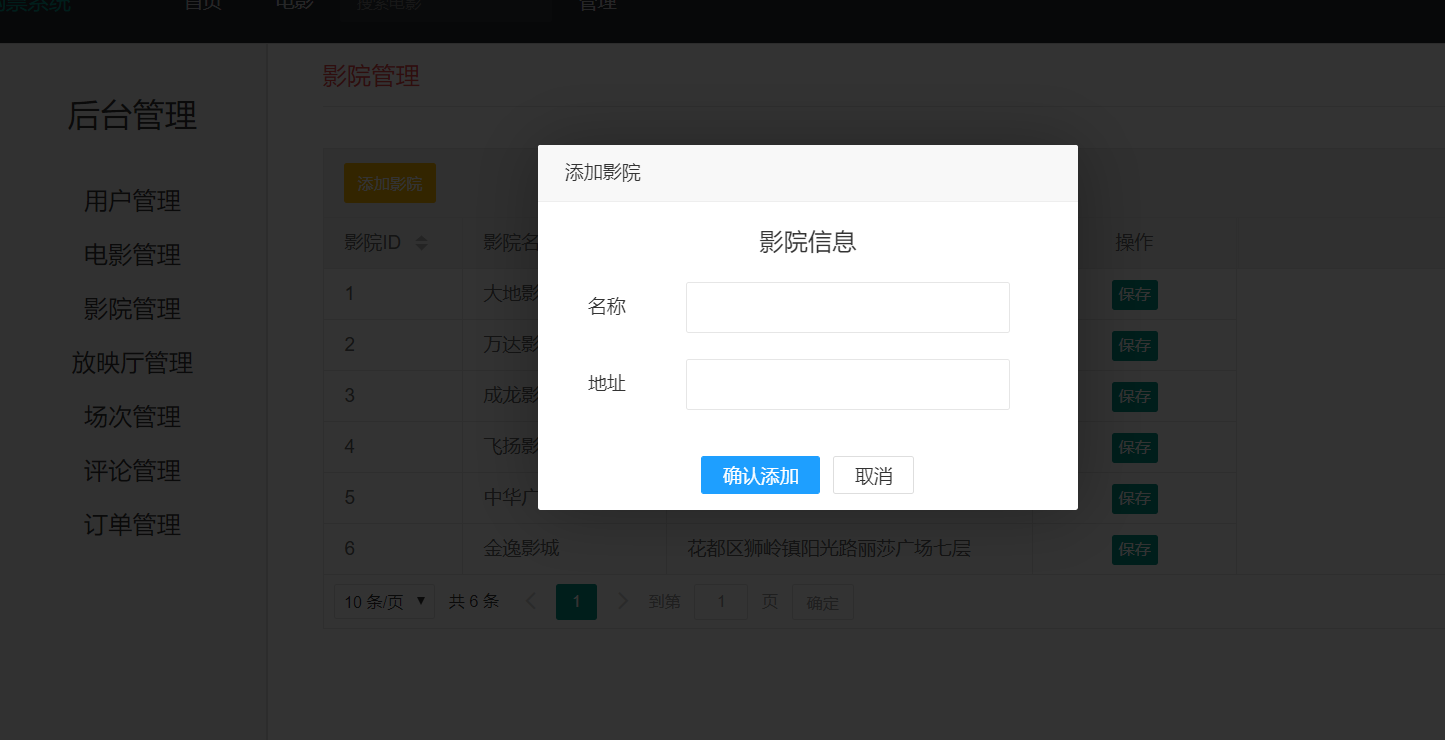 购票系统 首页 电影 搜索电影 管理
后台管理
用户管理
电影管理
影院管理
放映厅管理
场次管理
评论管理
订单管理
影院管理
添加影院
影院ID 影院名 操作
1 大地影 保存
2 万达影 保存
3 成龙影 保存
4 飞扬影 保存
5 中华广 保存
6 金逸影城 花都区狮岭镇阳光路丽莎广场七层 保存
10 条/页 共 6 条 1 到第 1 页 确定
添加影院
影院信息
名称
地址
确认添加 取消